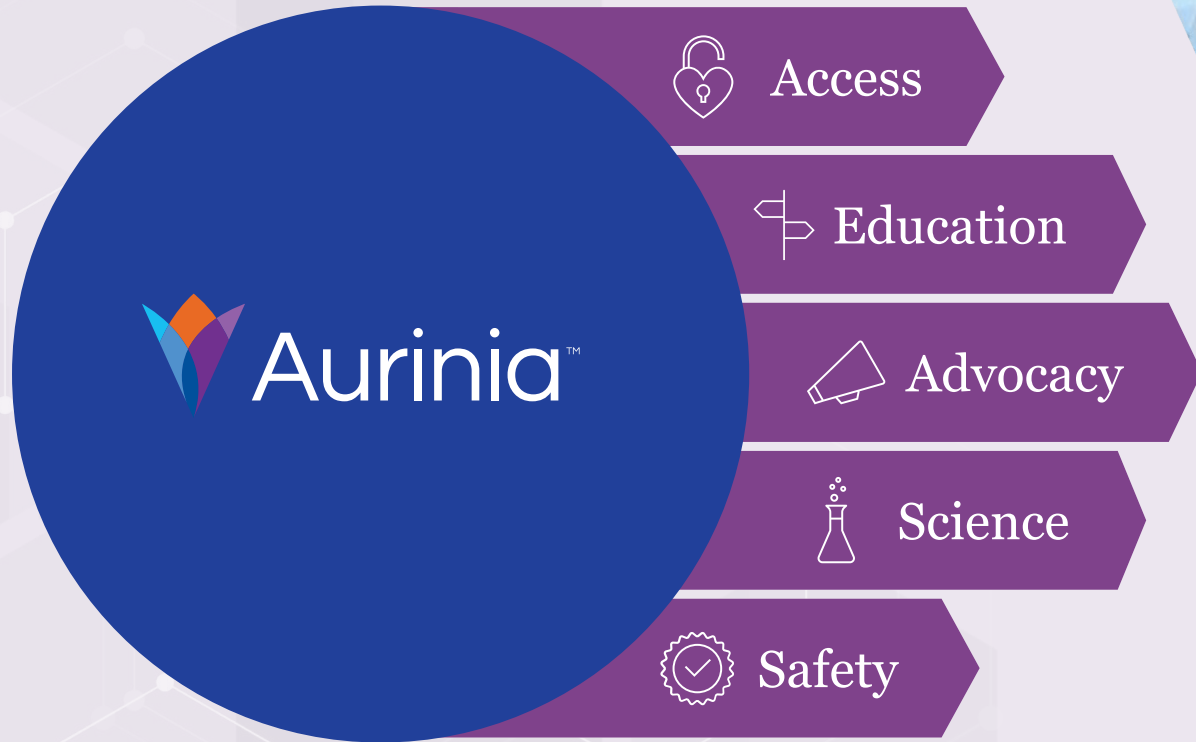 Access
Education
Aurinia™
Advocacy
Science
Safety